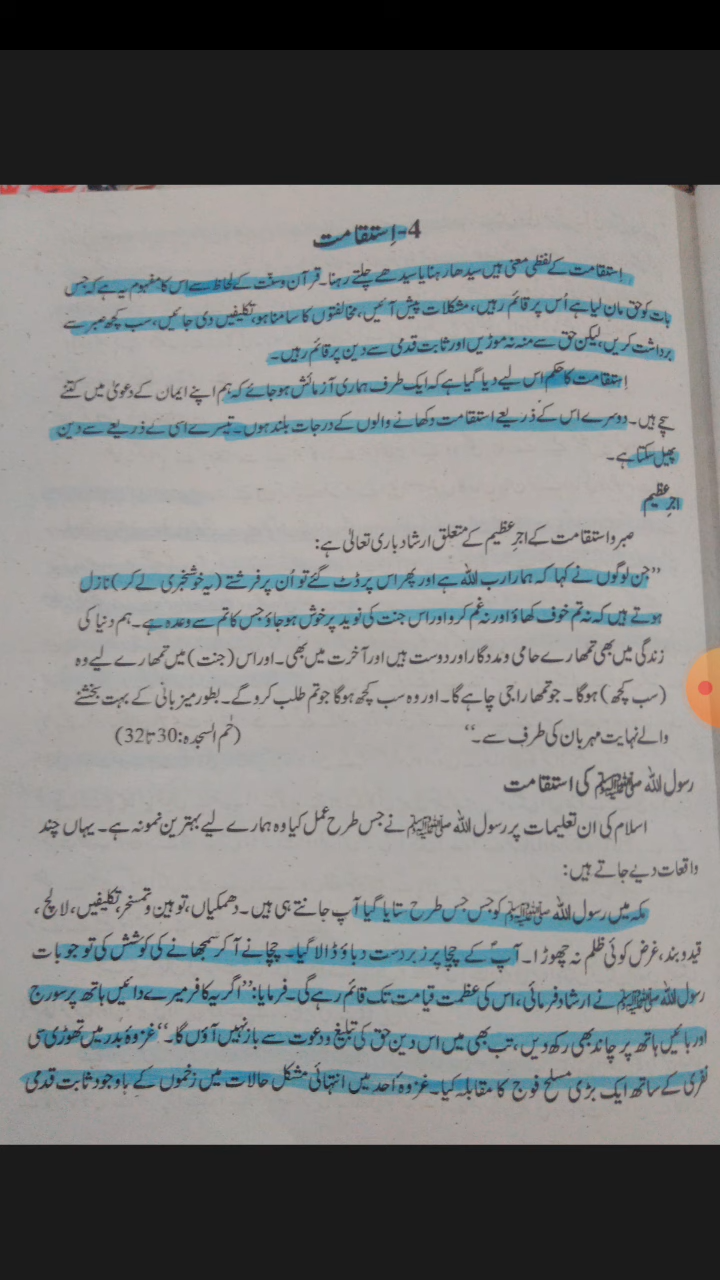 4-اِستقامت
اِستقامت کے لفظی معنی ہیں سیدھا رہنا یا سیدھے چلتے رہنا۔ قرآن و سنّت کے لحاظ سے اس کا مفہوم یہ ہے کہ جس
بات کو حق مان لیا ہے اُس پر قائم رہیں، مشکلات پیش آئیں، مخالفتوں کا سامنا ہو، تکلیفیں دی جائیں، سب کچھ صبر سے
برداشت کریں، لیکن حق سے منہ نہ موڑیں اور ثابت قدمی سے دین پر قائم رہیں۔
اِستقامت کا حکم اس لیے دیا گیا ہے کہ ایک طرف ہماری آزمائش ہو جائے کہ ہم اپنے ایمان کے دعویٰ میں کتنے
سچے ہیں۔ دوسرے اس کے ذریعے استقامت دکھانے والوں کے درجات بلند ہوں۔ تیسرے اسی کے ذریعے سے دین
پھیل سکتا ہے۔
اجرِ عظیم
صبر و استقامت کے اجرِ عظیم کے متعلق ارشاد باری تعالیٰ ہے:
”جن لوگوں نے کہا کہ ہمارا رب اللہ ہے اور پھر اس پر ڈٹ گئے تو اُن پر فرشتے (یہ خوشخبری لے کر) نازل
ہوتے ہیں کہ نہ تم خوف کھاؤ اور نہ غم کرو اور اس جنت کی نوید پر خوش ہو جاؤ جس کا تم سے وعدہ ہے۔ ہم دنیا کی
زندگی میں بھی تمھارے حامی و مددگار اور دوست ہیں اور آخرت میں بھی۔ اور اس (جنت) میں تمھارے لیے وہ
(سب کچھ) ہوگا۔ جو تمھارا جی چاہے گا۔ اور وہ سب کچھ ہوگا جو تم طلب کرو گے۔ بطور میزبانی کے بہت بخشنے
والے نہایت مہربان کی طرف سے۔“ (حٰم السجدہ:30 تا 32)
رسول اللہ ﷺ کی استقامت
اسلام کی ان تعلیمات پر رسول اللہ ﷺ نے جس طرح عمل کیا وہ ہمارے لیے بہترین نمونہ ہے۔ یہاں چند
واقعات دیے جاتے ہیں:
مکہ میں رسول اللہ ﷺ کو جس جس طرح ستایا گیا آپ جانتے ہی ہیں۔ دھمکیاں، توہین و تمسخر، تکلیفیں، لالچ،
قید و بند، غرض کوئی ظلم نہ چھوڑا۔ آپؐ کے چچا پر زبردست دباؤ ڈالا گیا۔ چچا نے آ کر سمجھانے کی کوشش کی تو جو بات
رسول اللہ ﷺ نے ارشاد فرمائی، اس کی عظمت قیامت تک قائم رہے گی۔ فرمایا: ”اگر یہ کافر میرے دائیں ہاتھ پر سورج
اور بائیں ہاتھ پر چاند بھی رکھ دیں، تب بھی میں اس دین حق کی تبلیغ و دعوت سے باز نہیں آؤں گا۔“ غزوۂ بدر میں تھوڑی سی
نفری کے ساتھ ایک بڑی مسلح فوج کا مقابلہ کیا۔ غزوہ اُحد میں انتہائی مشکل حالات میں زخموں کے باوجود ثابت قدمی